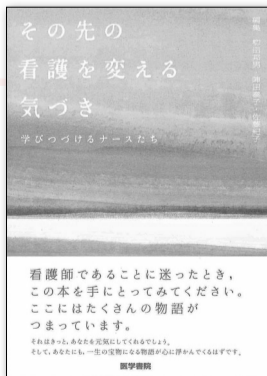 その先の
看護を変える
気づき
学びつづけるナースたち
編集
看護師であることに迷ったとき,
この本を手にとってみてください。
ここにはたくさんの物語が
つまっています。
それはきっと, あなたを元気にしてくれるでしょう。
そして, あなたにも, 一生の宝物になる物語が心に浮かんでくるはずです。
医学書院